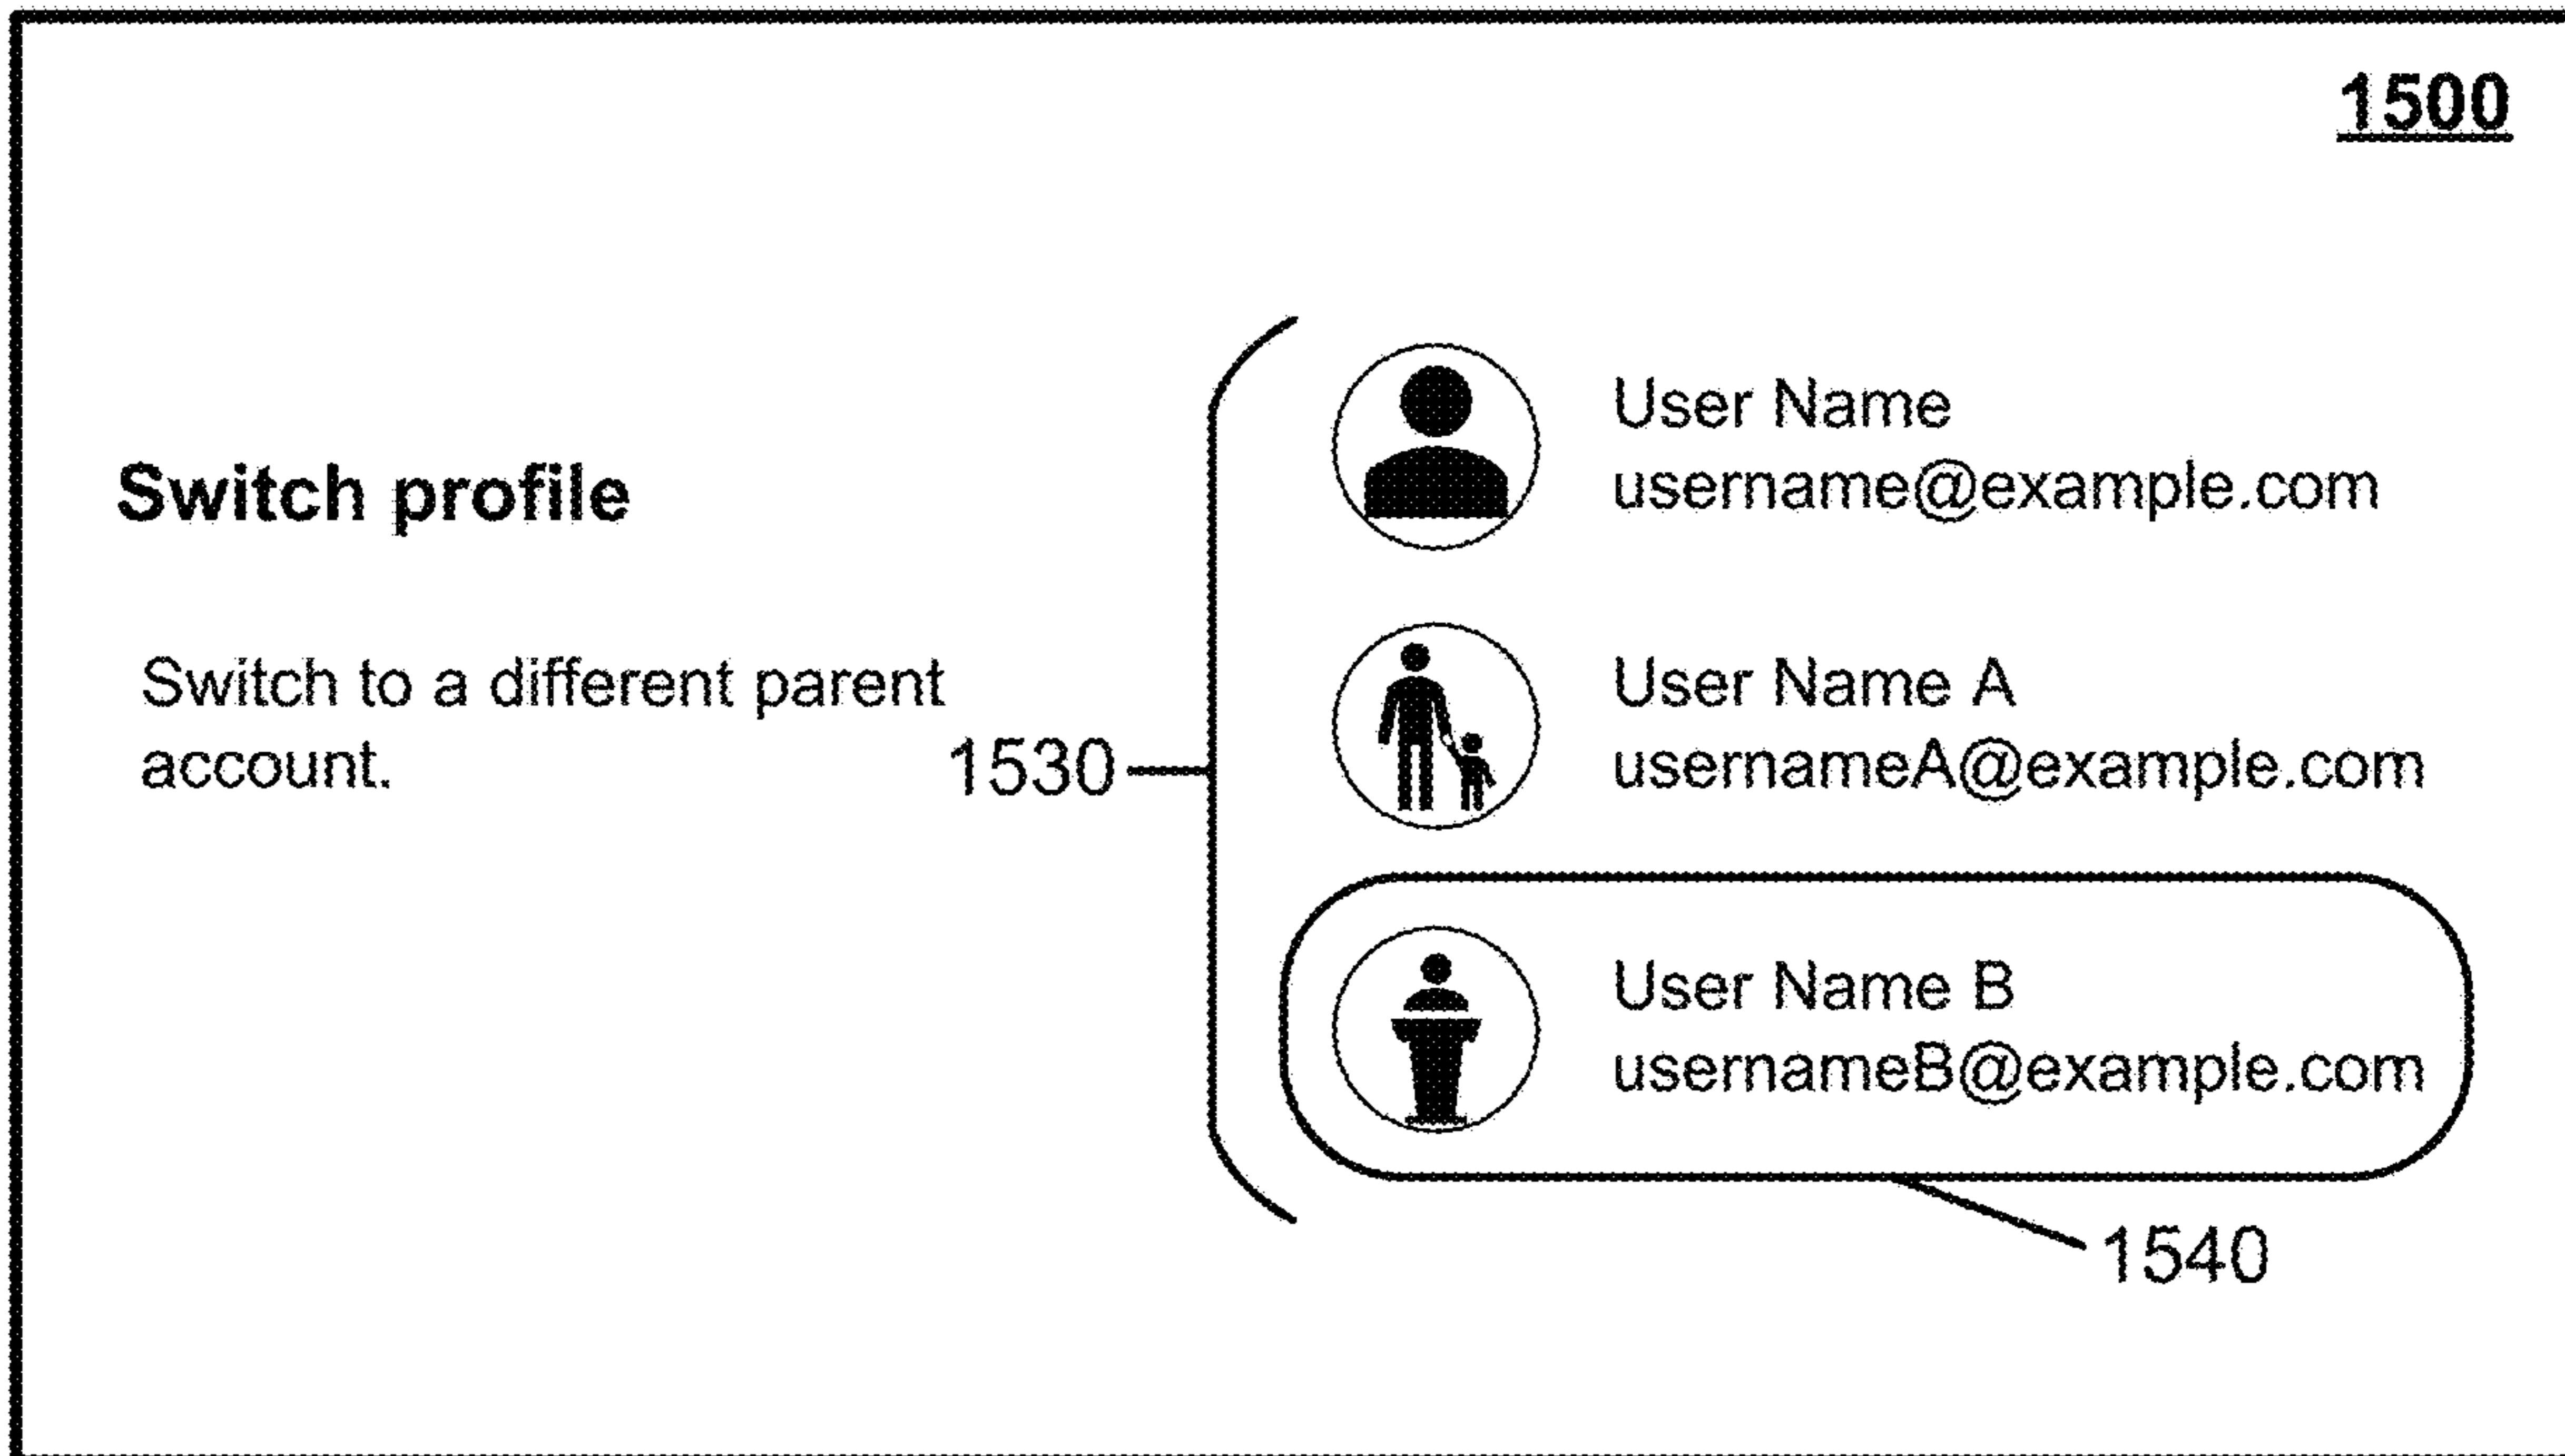 1500
Switch profile
Switch to a different parent
account.
1530
User Name
username@example.com
User Name A
usernameA@example.com
User Name B
usernameB@example.com
1540